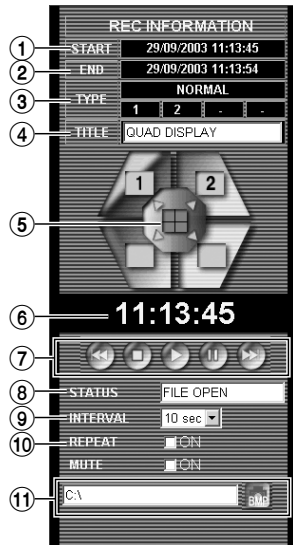 REC INFORMATION
1 START 29/09/2003 11:13:45
2 END 29/09/2003 11:13:54
3 TYPE NORMAL
1 2 - -
4 TITLE QUAD DISPLAY
1 2
5
6 11:13:45
7
8 STATUS FILE OPEN
9 INTERVAL 10 sec
10 REPEAT ON
MUTE ON
11 C:\ BMP